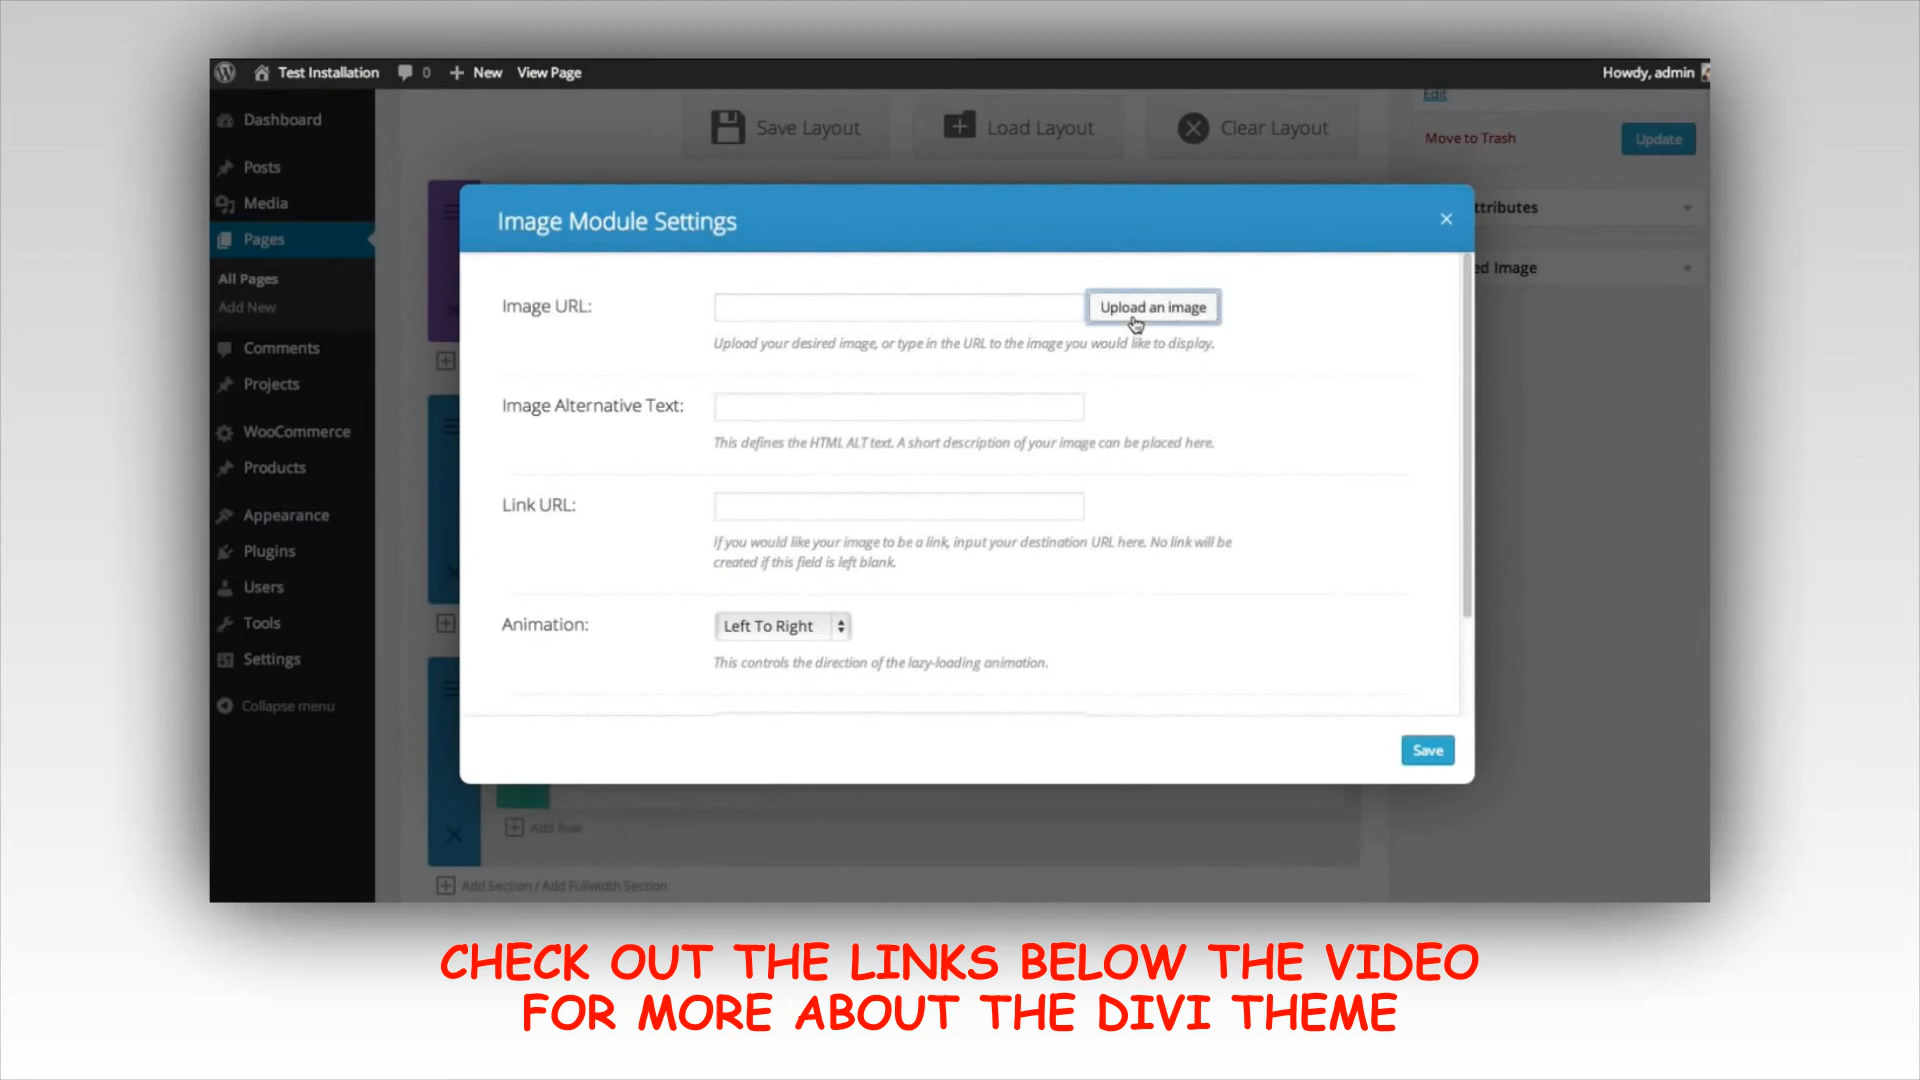 Test Installation 0 New View Page Howdy, admin
Dashboard
Posts
Media
Pages
All Pages
Add New
Comments
Projects
WooCommerce
Products
Appearance
Plugins
Users
Tools
Settings
Collapse menu
Save Layout Load Layout Clear Layout
Edit
Move to Trash Update
ttributes
ed Image
Image Module Settings
Image URL: Upload an image
Upload your desired image, or type in the URL to the image you would like to display.
Image Alternative Text:
This defines the HTML ALT text. A short description of your image can be placed here.
Link URL:
If you would like your image to be a link, input your destination URL here. No link will be
created if this field is left blank.
Animation: Left To Right
This controls the direction of the lazy-loading animation.
Save
Add Row
Add Section / Add Fullwidth Section
CHECK OUT THE LINKS BELOW THE VIDEO
FOR MORE ABOUT THE DIVI THEME